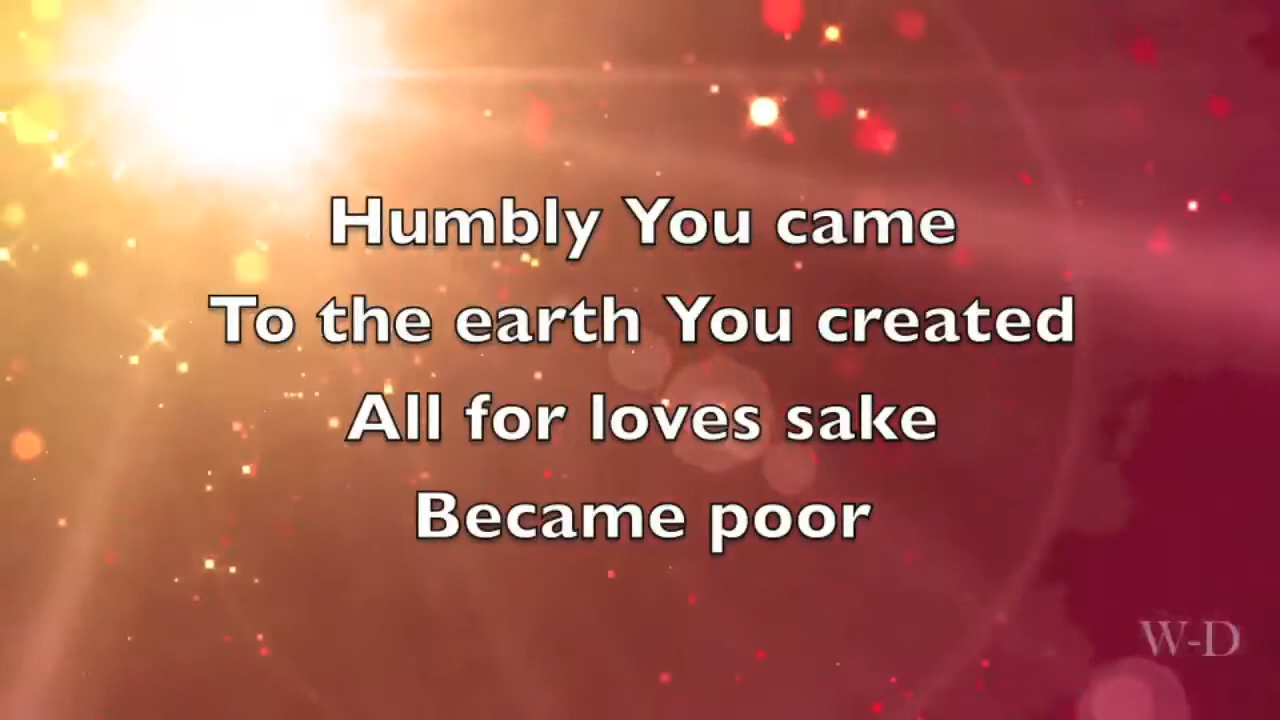 Humbly You came
To the earth You created
All for loves sake
Became poor
W-D